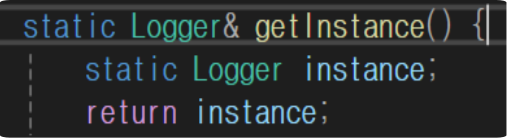 static Logger& getInstance() {
static Logger instance;
return instance;